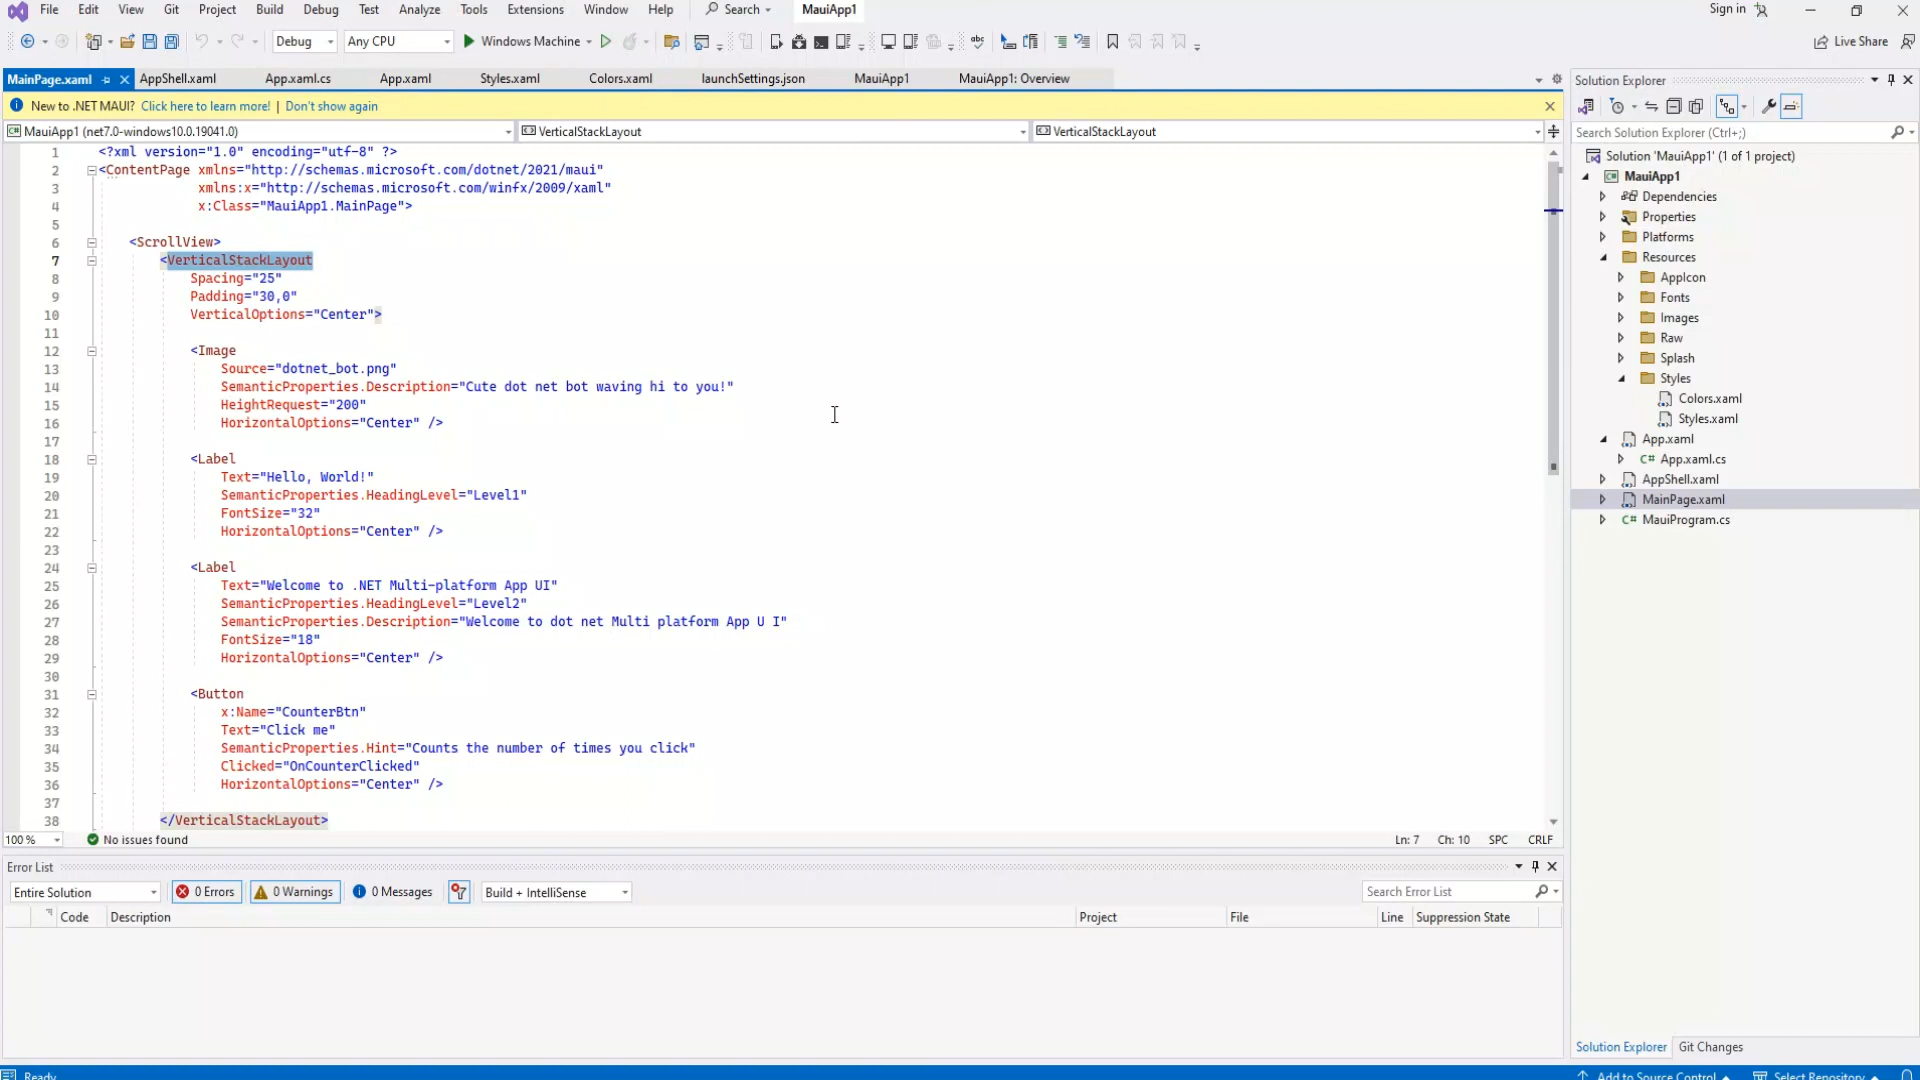 File Edit View Git Project Build Debug Test Analyze Tools Extensions Window Help Search MauiApp1 Sign in
Debug Any CPU Windows Machine Live Share
MainPage.xaml AppShell.xaml App.xaml.cs App.xaml Styles.xaml Colors.xaml launchSettings.json MauiApp1 MauiApp1: Overview
New to .NET MAUI? Click here to learn more! | Don't show again
MauiApp1 (net7.0-windows10.0.19041.0) VerticalStackLayout VerticalStackLayout
1 <?xml version="1.0" encoding="utf-8" ?>
2 <ContentPage xmlns="http://schemas.microsoft.com/dotnet/2021/maui"
3 xmlns:x="http://schemas.microsoft.com/winfx/2009/xaml"
4 x:Class="MauiApp1.MainPage">
5
6 <ScrollView>
7 <VerticalStackLayout
8 Spacing="25"
9 Padding="30,0"
10 VerticalOptions="Center">
11
12 <Image
13 Source="dotnet_bot.png"
14 SemanticProperties.Description="Cute dot net bot waving hi to you!"
15 HeightRequest="200"
16 HorizontalOptions="Center" />
17
18 <Label
19 Text="Hello, World!"
20 SemanticProperties.HeadingLevel="Level1"
21 FontSize="32"
22 HorizontalOptions="Center" />
23
24 <Label
25 Text="Welcome to .NET Multi-platform App UI"
26 SemanticProperties.HeadingLevel="Level2"
27 SemanticProperties.Description="Welcome to dot net Multi platform App U I"
28 FontSize="18"
29 HorizontalOptions="Center" />
30
31 <Button
32 x:Name="CounterBtn"
33 Text="Click me"
34 SemanticProperties.Hint="Counts the number of times you click"
35 Clicked="OnCounterClicked"
36 HorizontalOptions="Center" />
37
38 </VerticalStackLayout>
100 % No issues found Ln: 7 Ch: 10 SPC CRLF
Error List
Entire Solution 0 Errors 0 Warnings 0 Messages Build + IntelliSense Search Error List
Code Description Project File Line Suppression State
Solution Explorer
Search Solution Explorer (Ctrl+;)
Solution 'MauiApp1' (1 of 1 project)
MauiApp1
Dependencies
Properties
Platforms
Resources
AppIcon
Fonts
Images
Raw
Splash
Styles
Colors.xaml
Styles.xaml
App.xaml
C# App.xaml.cs
AppShell.xaml
MainPage.xaml
C# MauiProgram.cs
Solution Explorer Git Changes
Ready Add to Source Control Select Repository